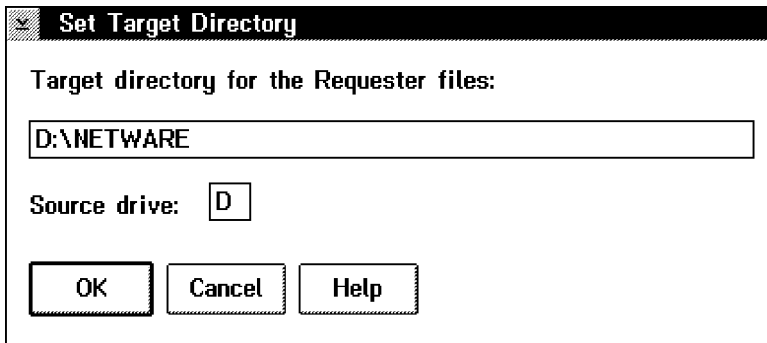 Set Target Directory
Target directory for the Requester files:
D:\NETWARE
Source drive: D
OK Cancel Help